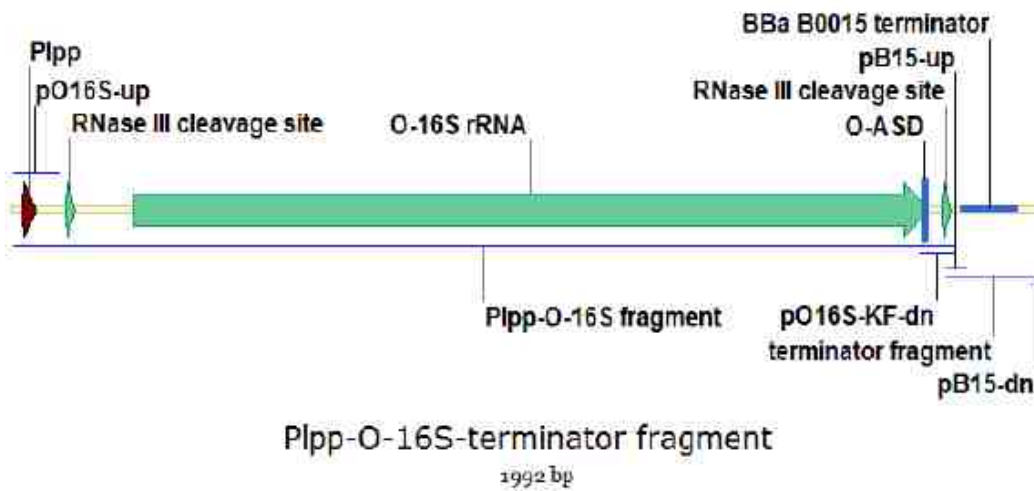 BBa B0015 terminator
Plpp
pB15-up
pO16S-up
RNase III cleavage site
RNase III cleavage site
O-16S rRNA
O-ASD
Plpp-O-16S fragment
pO16S-KF-dn
terminator fragment
pB15-dn
Plpp-O-16S-terminator fragment
1992 bp